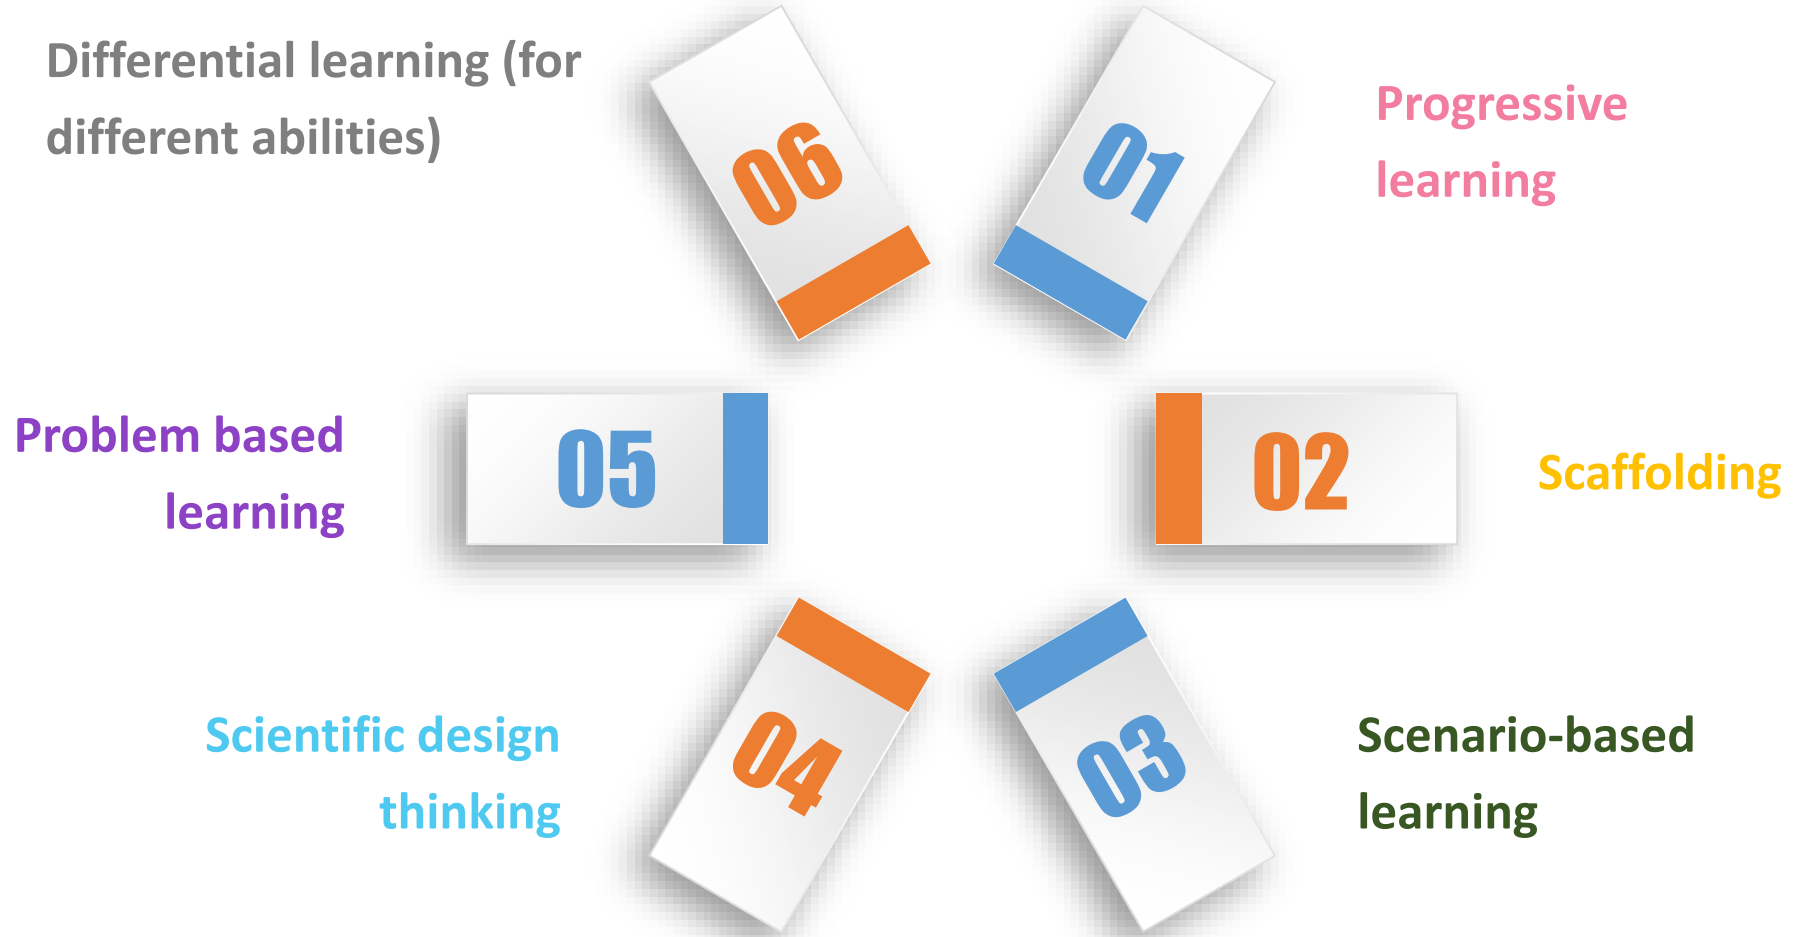 Differential learning (for
different abilities)
06
01
Progressive
learning
Problem based
learning
05
02
Scaffolding
Scientific design
thinking
04
03
Scenario-based
learning